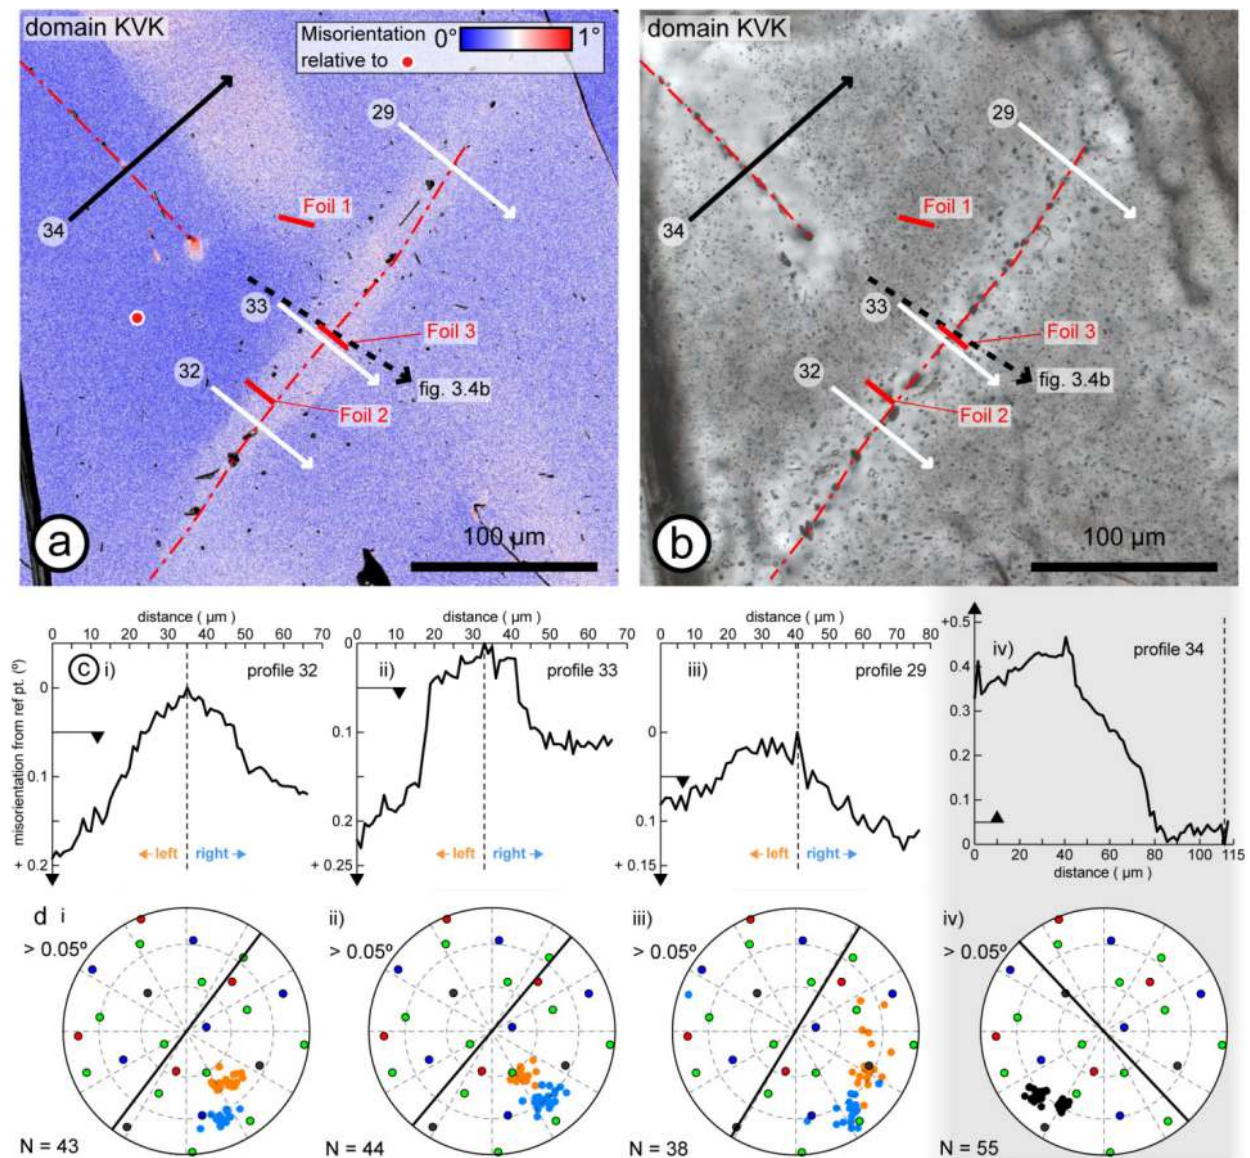 domain KVK
Misorientation 0° 1°
relative to
34
29
Foil 1
33
Foil 3
32
fig. 3.4b
Foil 2
a
100 µm
domain KVK
29
34
Foil 1
33
Foil 3
32
fig. 3.4b
Foil 2
b
100 µm
distance ( µm)
0 10 20 30 40 50 60 70
c i) profile 32
misorientation from ref pt. (º)
0
0.1
+ 0.2
left right
distance ( µm)
0 10 20 30 40 50 60 70
ii) profile 33
0
0.1
0.2
+ 0.25
left right
distance ( µm)
0 10 20 30 40 50 60 70 80
iii) profile 29
0
0.1
+ 0.15
left right
+0.5
iv) profile 34
0.4
0.3
0.2
0.1
0
0 20 40 60 80 100 115
distance ( µm)
d i
> 0.05º
N = 43
ii)
> 0.05º
N = 44
iii)
> 0.05º
N = 38
iv)
> 0.05º
N = 55